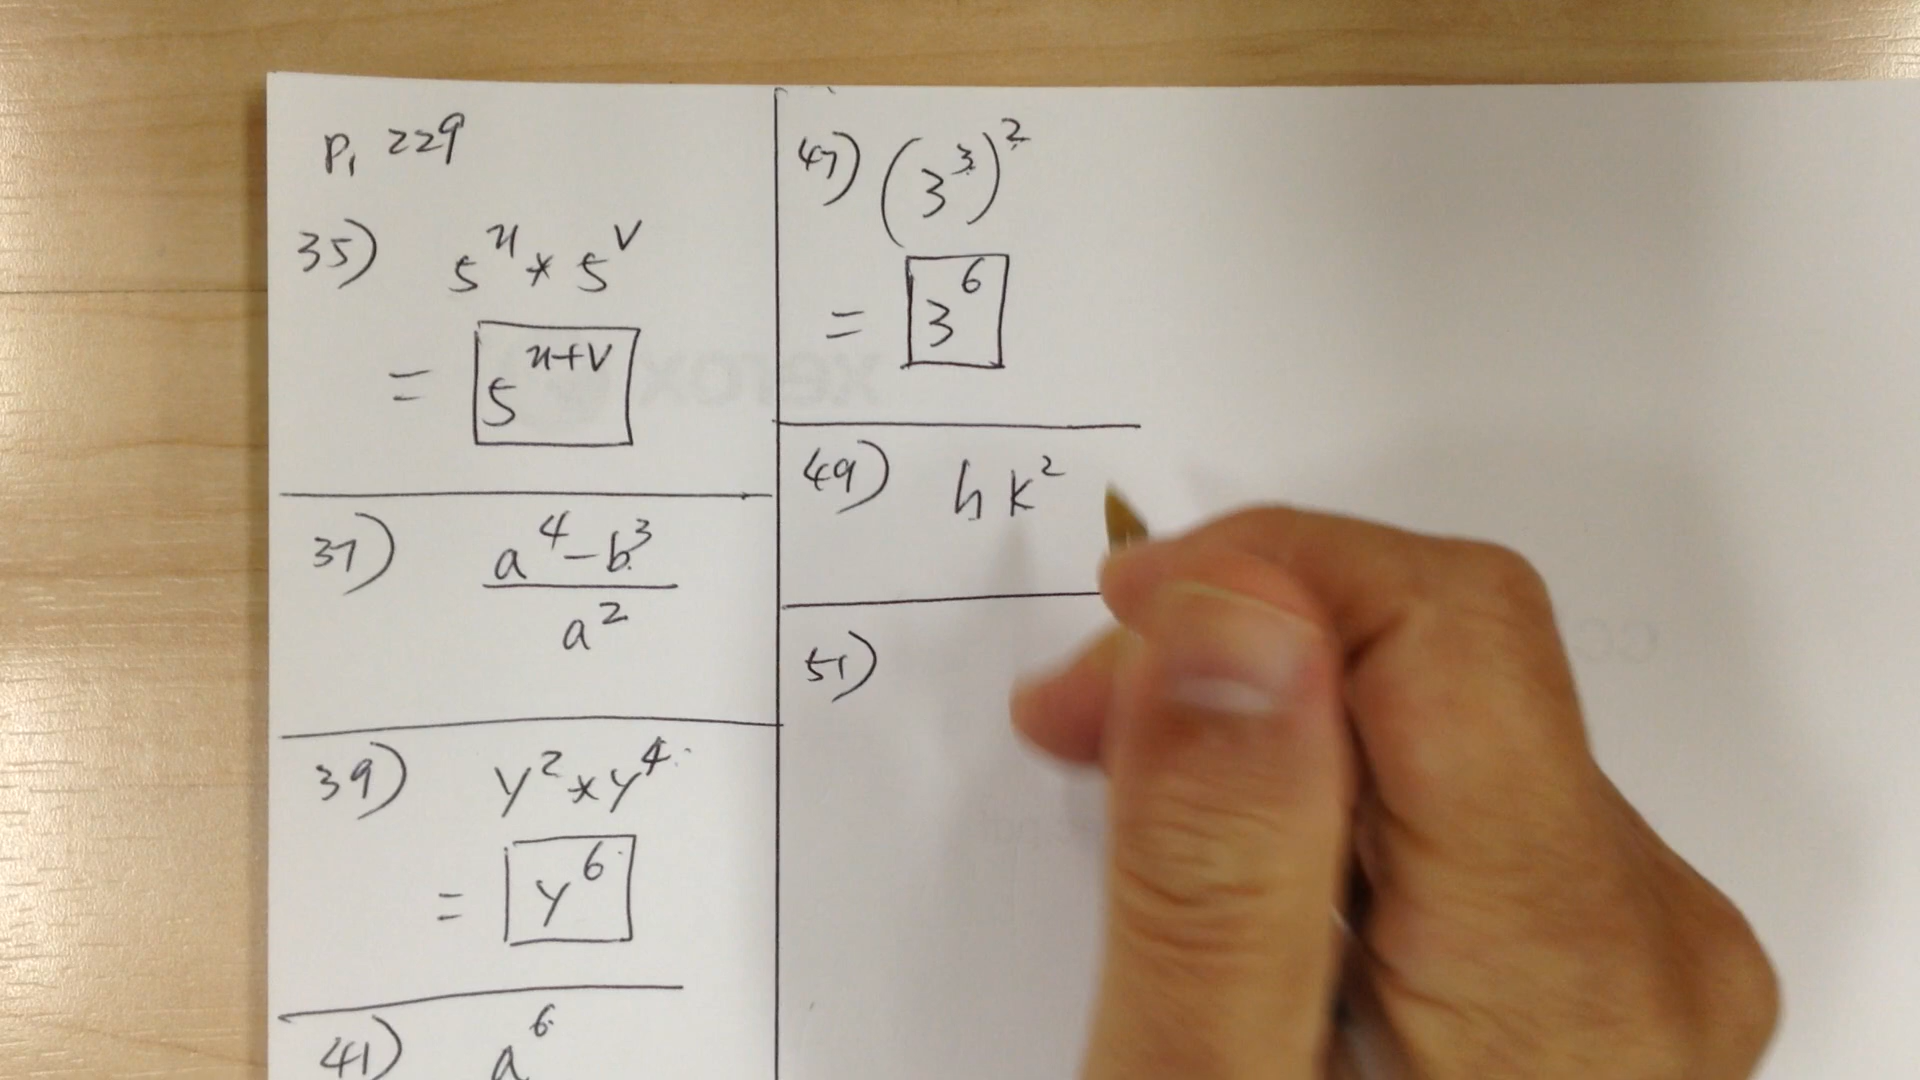 p. 229
35) 5^u * 5^v
= 5^(u+v)
37) (a^4 - b^3) / a^2
39) y^2 * y^4
= y^6
41) a^6
47) (3^3)^2
= 3^6
49) h k^2
51)
xerox